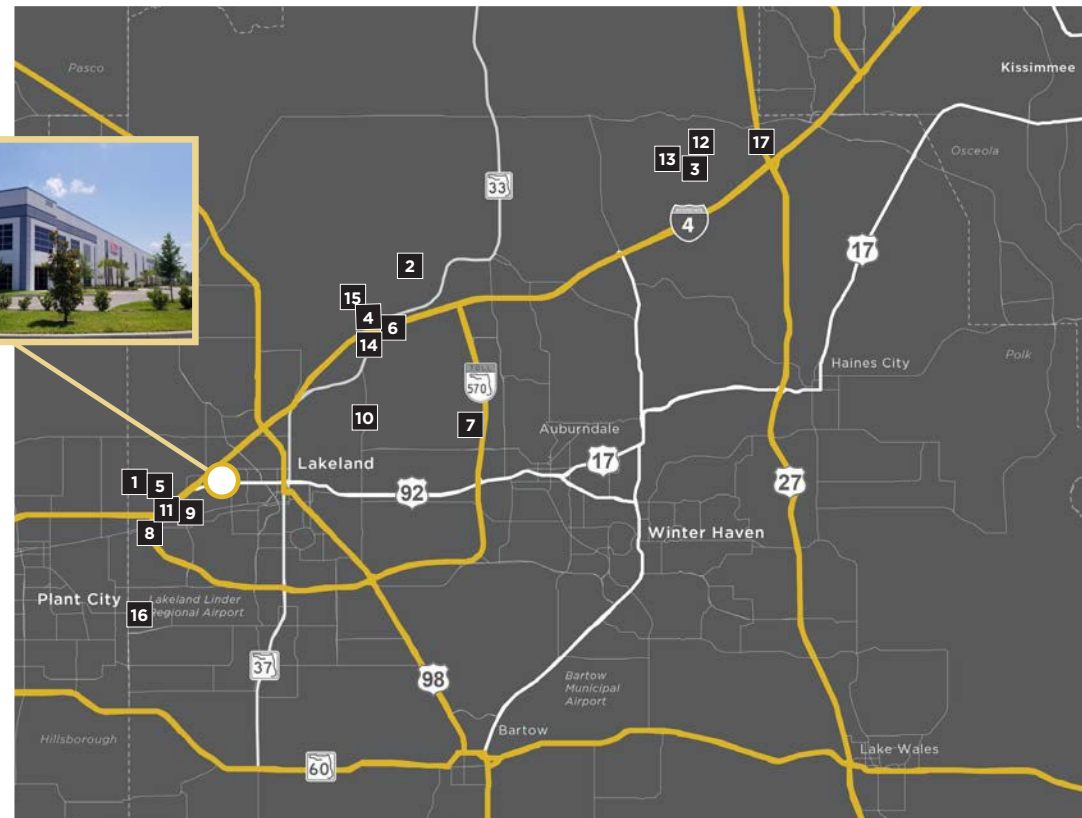 Pasco
Kissimmee
12
17
13
3
Osceola
33
4
17
2
15
4
6
14
Haines City
Polk
TOLL
570
10
7
Auburndale
17
Lakeland
1
5
92
27
11
9
8
Winter Haven
Plant City
Lakeland Linder
Regional Airport
16
37
98
Bartow
Municipal
Airport
Hillsborough
Bartow
60
Lake Wales